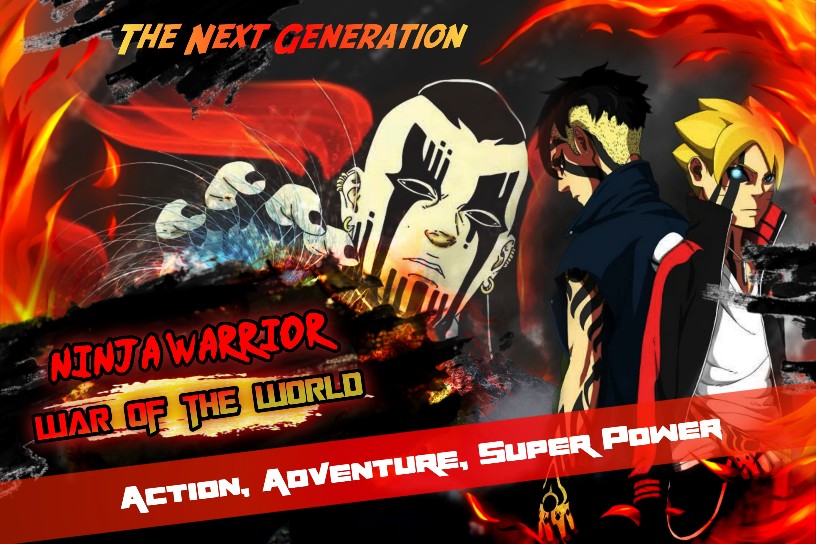 The Next Generation
NINJA WARRIOR
WAR OF THE WORLD
Action, Adventure, Super Power